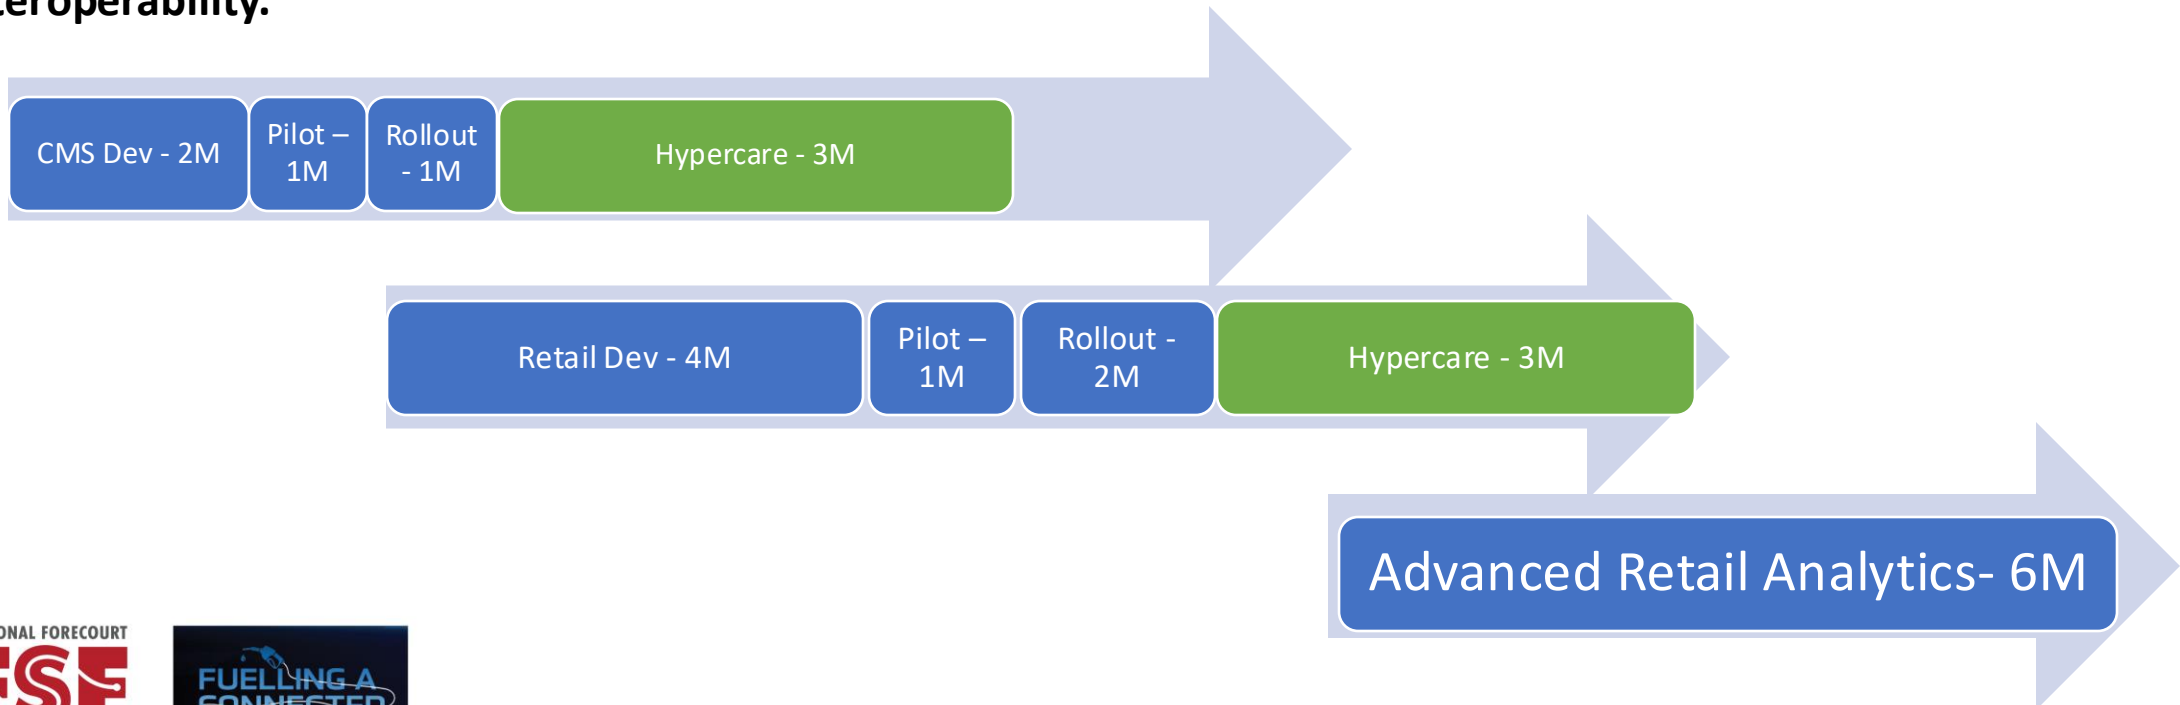 CMS Dev - 2M
Pilot –
1M
Rollout
- 1M
Hypercare - 3M
Retail Dev - 4M
Pilot –
1M
Rollout -
2M
Hypercare - 3M
Advanced Retail Analytics- 6M
FORECOURT
FUELLING A